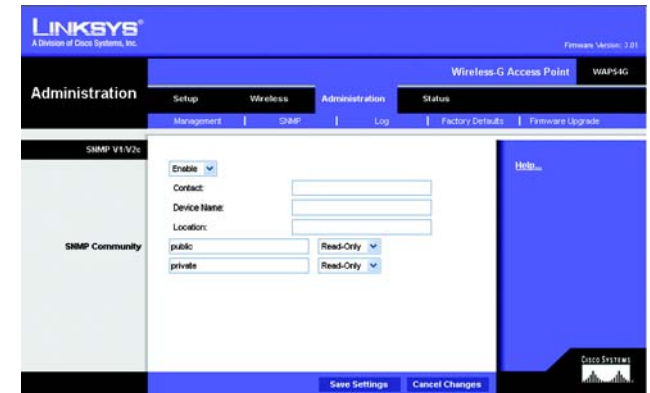 LINKSYS®
A Division of Cisco Systems, Inc.
Firmware Version: 3.01
Wireless-G Access Point WAP54G
Administration
Setup Wireless Administration Status
Management | SNMP | Log | Factory Defaults | Firmware Upgrade
SNMP V1/V2c
Enable
Help...
Contact:
Device Name:
Location:
SNMP Community
public Read-Only
private Read-Only
CISCO SYSTEMS
Save Settings Cancel Changes